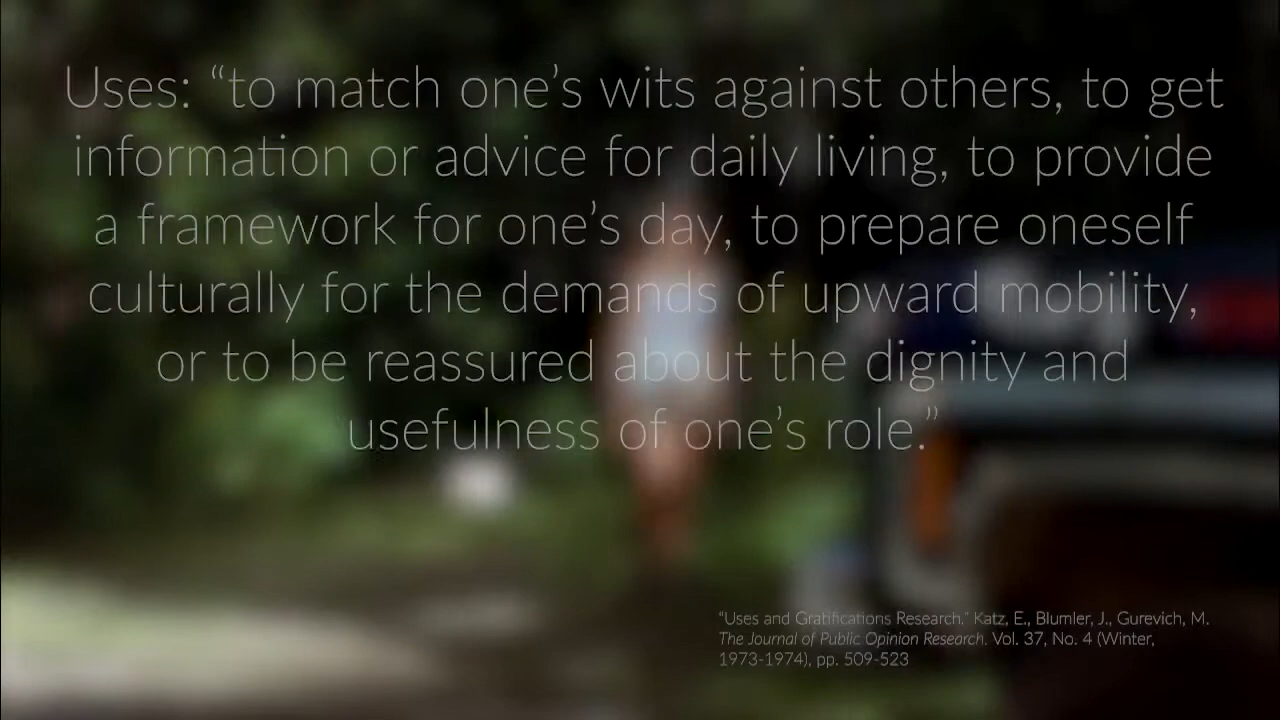 Uses: “to match one’s wits against others, to get
information or advice for daily living, to provide
a framework for one’s day, to prepare oneself
culturally for the demands of upward mobility,
or to be reassured about the dignity and
usefulness of one’s role.”
“Uses and Gratifications Research.” Katz, E., Blumler, J., Gurevich, M.
The Journal of Public Opinion Research. Vol. 37, No. 4 (Winter,
1973-1974), pp. 509-523